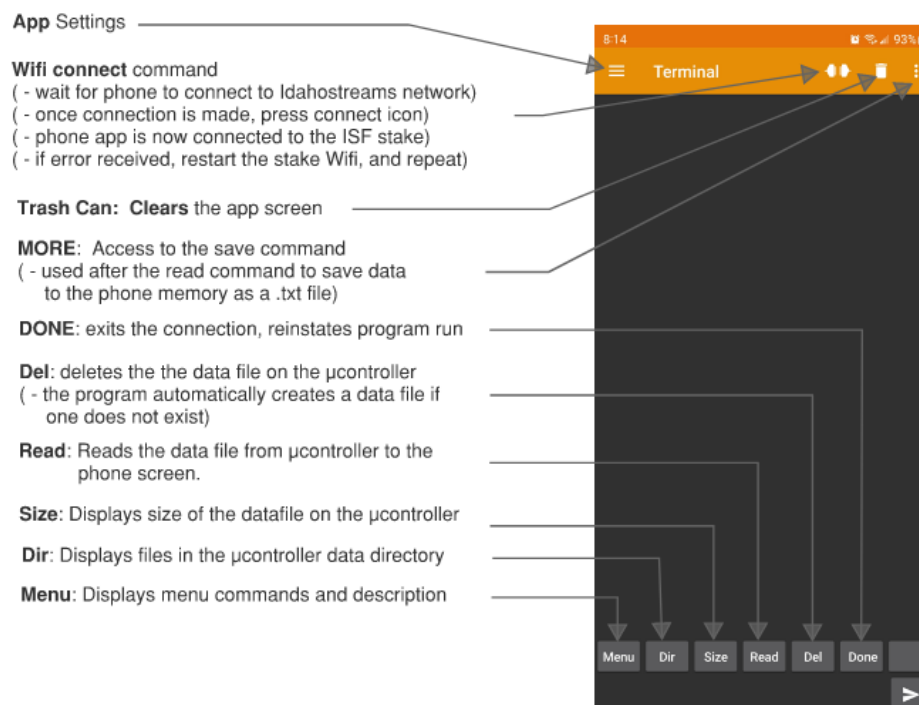 App Settings
Wifi connect command
( - wait for phone to connect to Idahostreams network)
( - once connection is made, press connect icon)
( - phone app is now connected to the ISF stake)
( - if error received, restart the stake Wifi, and repeat)
Trash Can: Clears the app screen
MORE: Access to the save command
( - used after the read command to save data
to the phone memory as a .txt file)
DONE: exits the connection, reinstates program run
Del: deletes the the data file on the µcontroller
( - the program automatically creates a data file if
one does not exist)
Read: Reads the data file from µcontroller to the
phone screen.
Size: Displays size of the datafile on the µcontroller
Dir: Displays files in the µcontroller data directory
Menu: Displays menu commands and description
8:14 93%
Terminal
Menu Dir Size Read Del Done